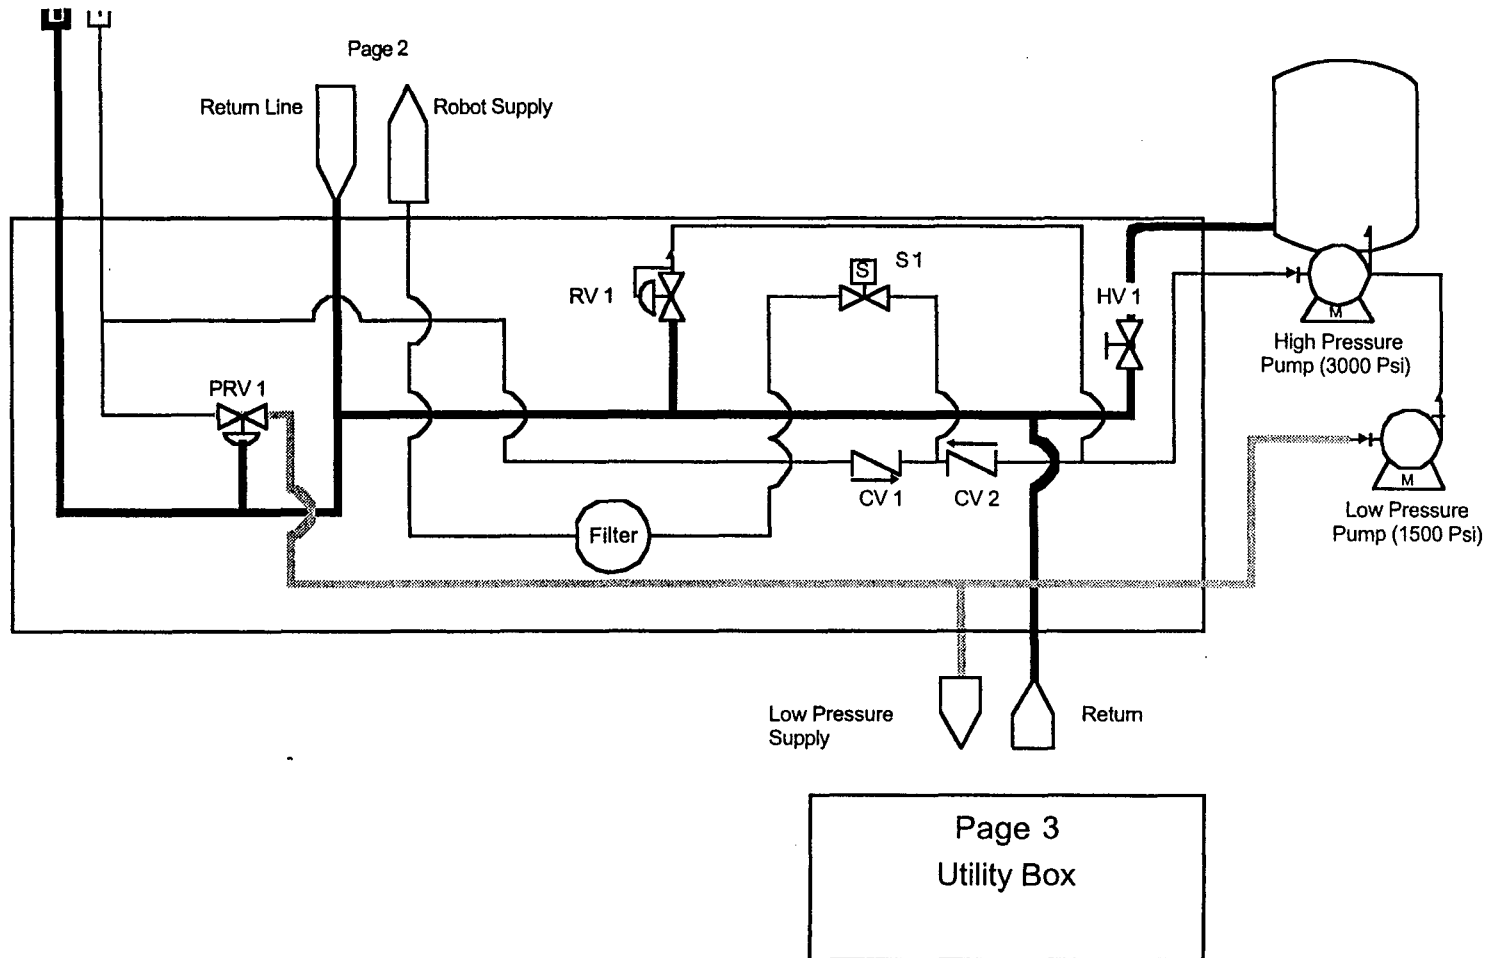 Page 2
Return Line
Robot Supply
S 1
S
RV 1
HV 1
M
High Pressure
Pump (3000 Psi)
PRV 1
CV 1
CV 2
M
Low Pressure
Pump (1500 Psi)
Filter
Low Pressure
Supply
Return
Page 3
Utility Box